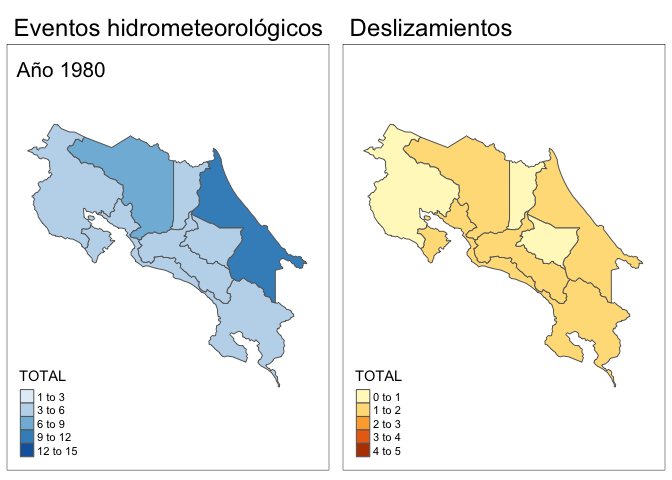 Eventos hidrometeorológicos
Año 1980
TOTAL
1 to 3
3 to 6
6 to 9
9 to 12
12 to 15
Deslizamientos
TOTAL
0 to 1
1 to 2
2 to 3
3 to 4
4 to 5